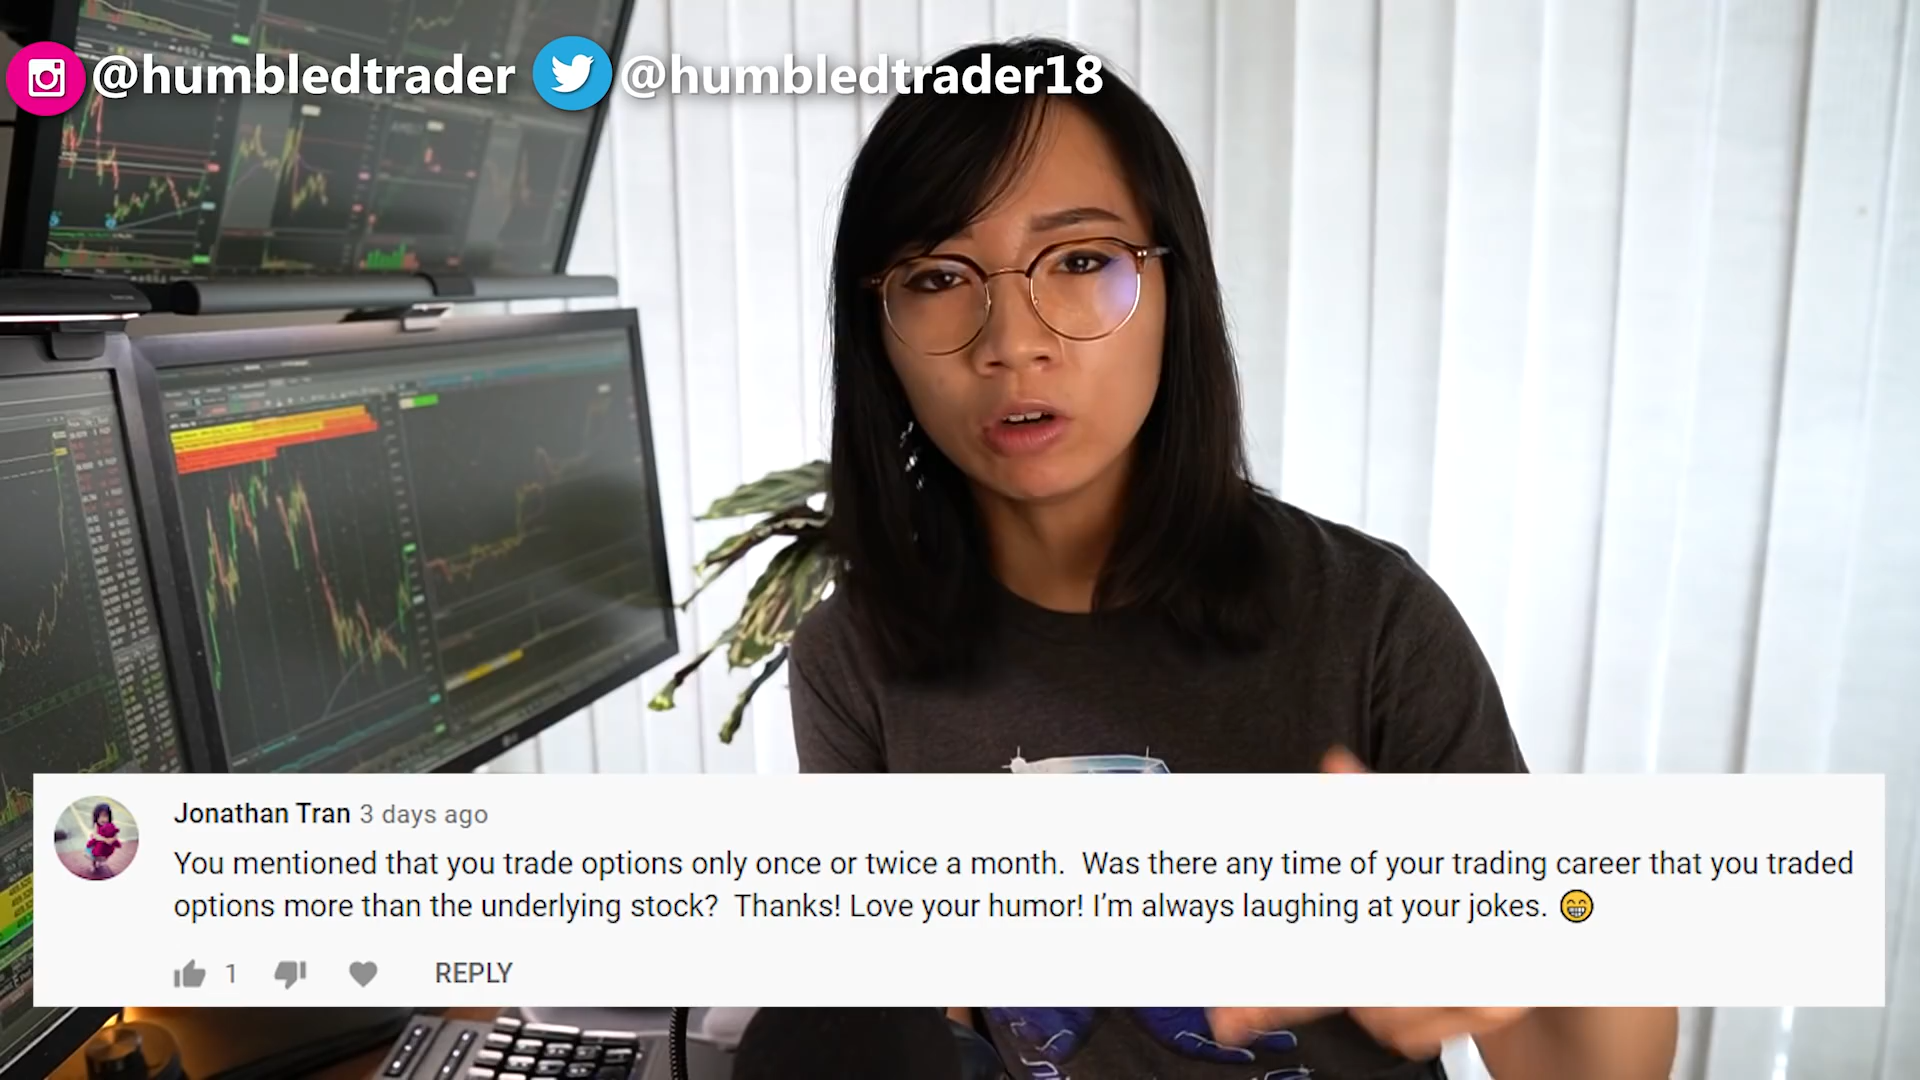 @humbledtrader @humbledtrader18
Jonathan Tran 3 days ago
You mentioned that you trade options only once or twice a month. Was there any time of your trading career that you traded
options more than the underlying stock? Thanks! Love your humor! I'm always laughing at your jokes. 😁
1 REPLY